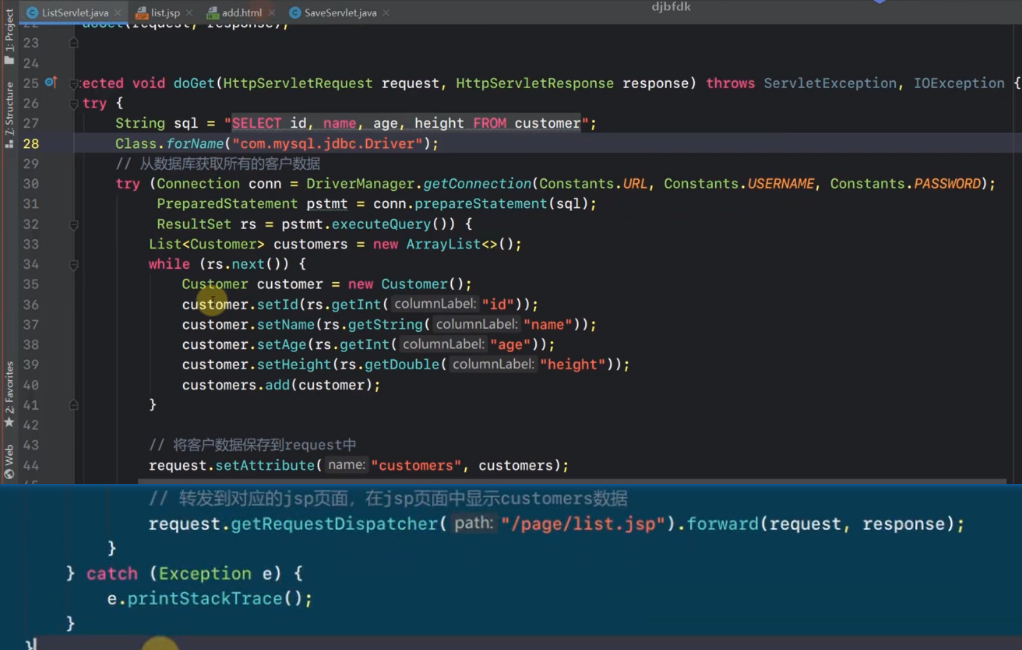 ListServlet.java × list.jsp × add.html × SaveServlet.java × djbfdk
1: Project
Z: Structure
2: Favorites
Web
22 doGet(request, response);
23
24
25 ected void doGet(HttpServletRequest request, HttpServletResponse response) throws ServletException, IOException {
26 try {
27 String sql = "SELECT id, name, age, height FROM customer";
28 Class.forName("com.mysql.jdbc.Driver");
29 // 从数据库获取所有的客户数据
30 try (Connection conn = DriverManager.getConnection(Constants.URL, Constants.USERNAME, Constants.PASSWORD);
31 PreparedStatement pstmt = conn.prepareStatement(sql);
32 ResultSet rs = pstmt.executeQuery()) {
33 List<Customer> customers = new ArrayList<>();
34 while (rs.next()) {
35 Customer customer = new Customer();
36 customer.setId(rs.getInt( columnLabel: "id"));
37 customer.setName(rs.getString( columnLabel: "name"));
38 customer.setAge(rs.getInt( columnLabel: "age"));
39 customer.setHeight(rs.getDouble( columnLabel: "height"));
40 customers.add(customer);
41 }
42
43 // 将客户数据保存到request中
44 request.setAttribute( name: "customers", customers);
// 转发到对应的jsp页面，在jsp页面中显示customers数据
request.getRequestDispatcher( path: "/page/list.jsp").forward(request, response);
}
} catch (Exception e) {
e.printStackTrace();
}
}